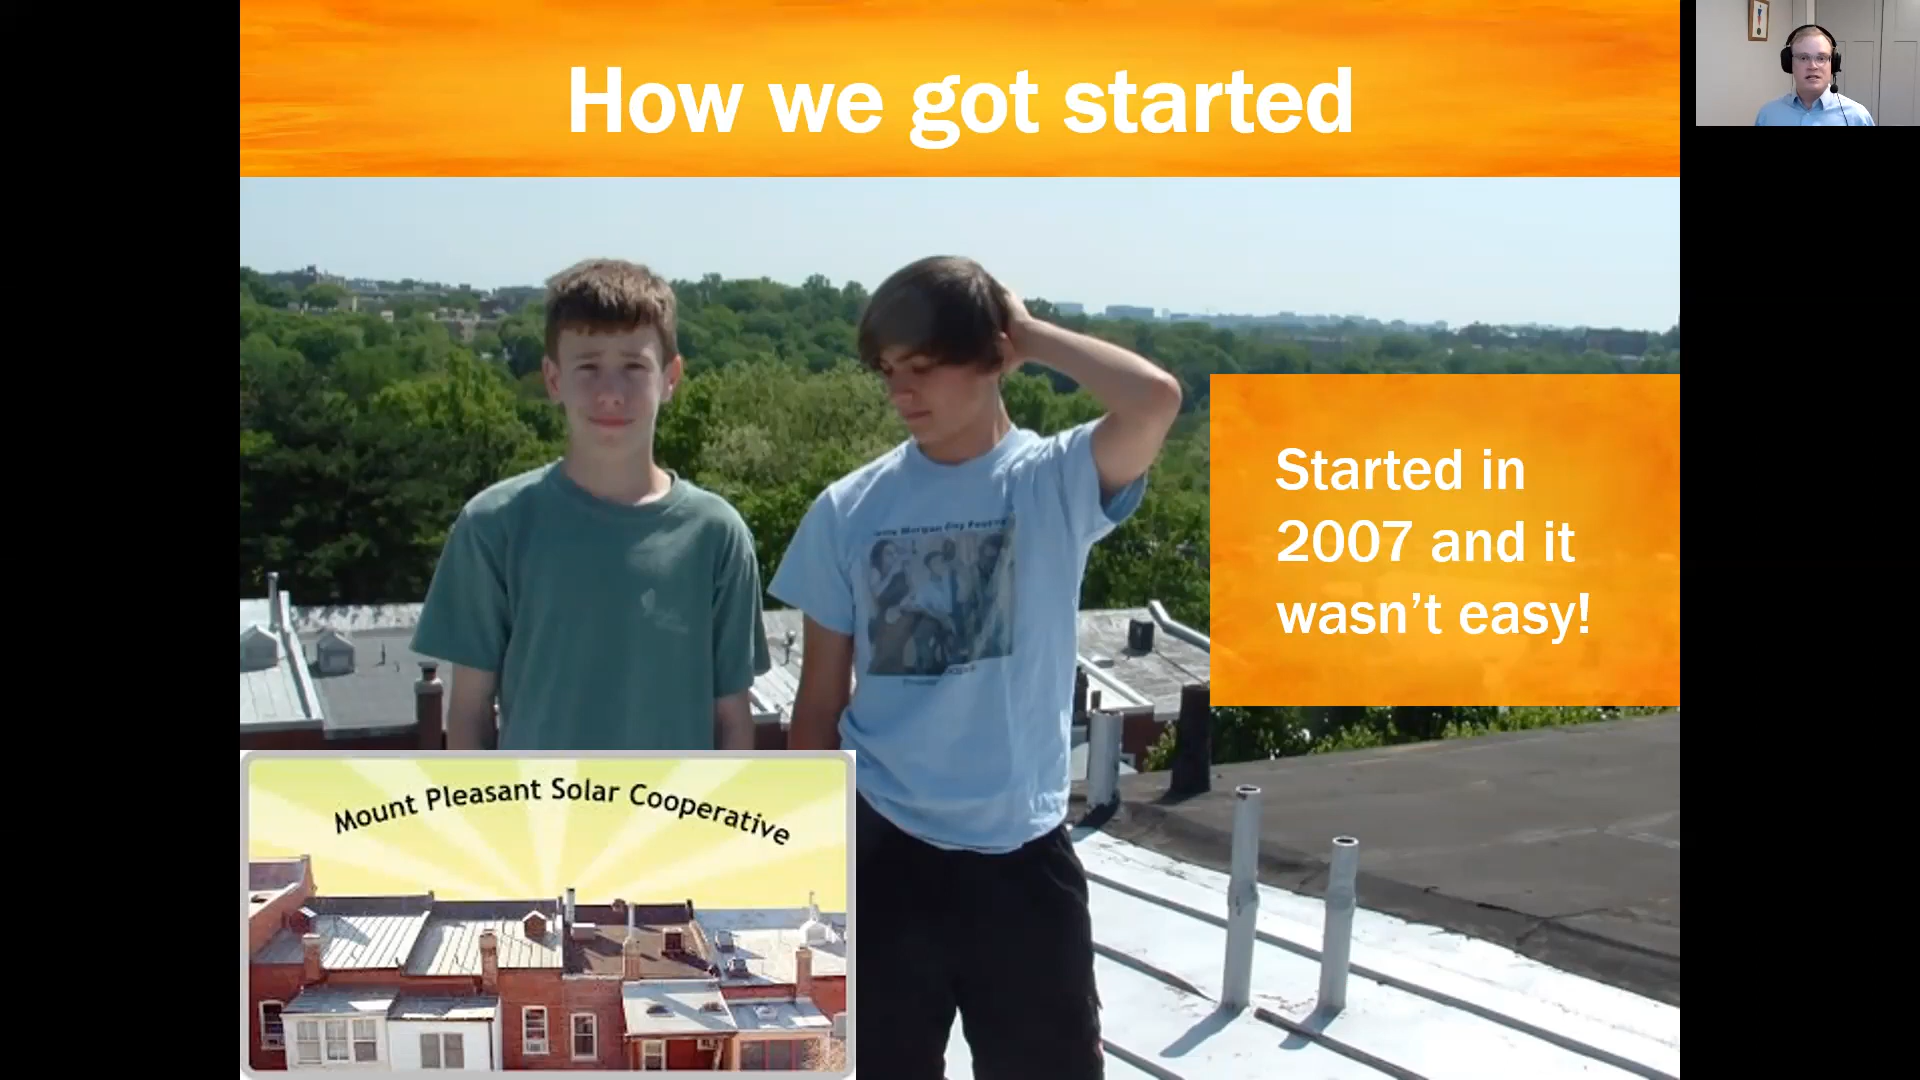 How we got started
Started in
2007 and it
wasn't easy!
Mount Pleasant Solar Cooperative